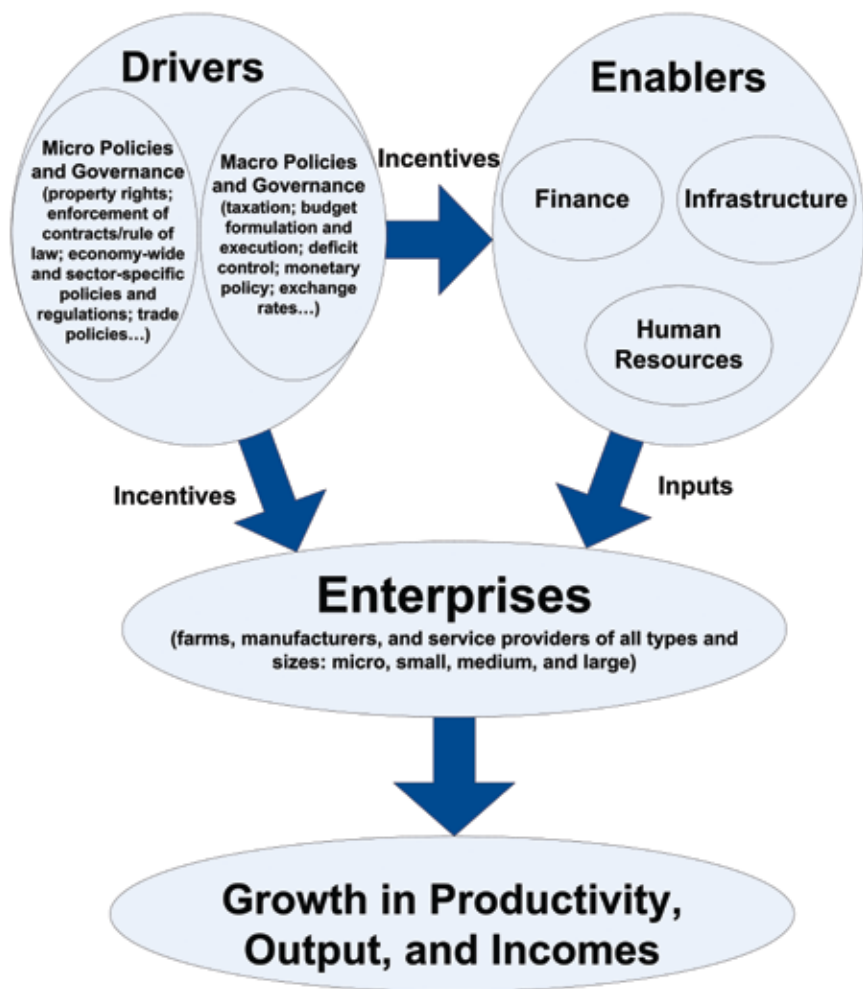 Drivers
Micro Policies
and Governance
(property rights;
enforcement of
contracts/rule of
law; economy-wide
and sector-specific
policies and
regulations; trade
policies...)
Macro Policies
and Governance
(taxation; budget
formulation and
execution; deficit
control; monetary
policy; exchange
rates...)
Incentives
Enablers
Finance
Infrastructure
Human
Resources
Incentives
Inputs
Enterprises
(farms, manufacturers, and service providers of all types and
sizes: micro, small, medium, and large)
Growth in Productivity,
Output, and Incomes